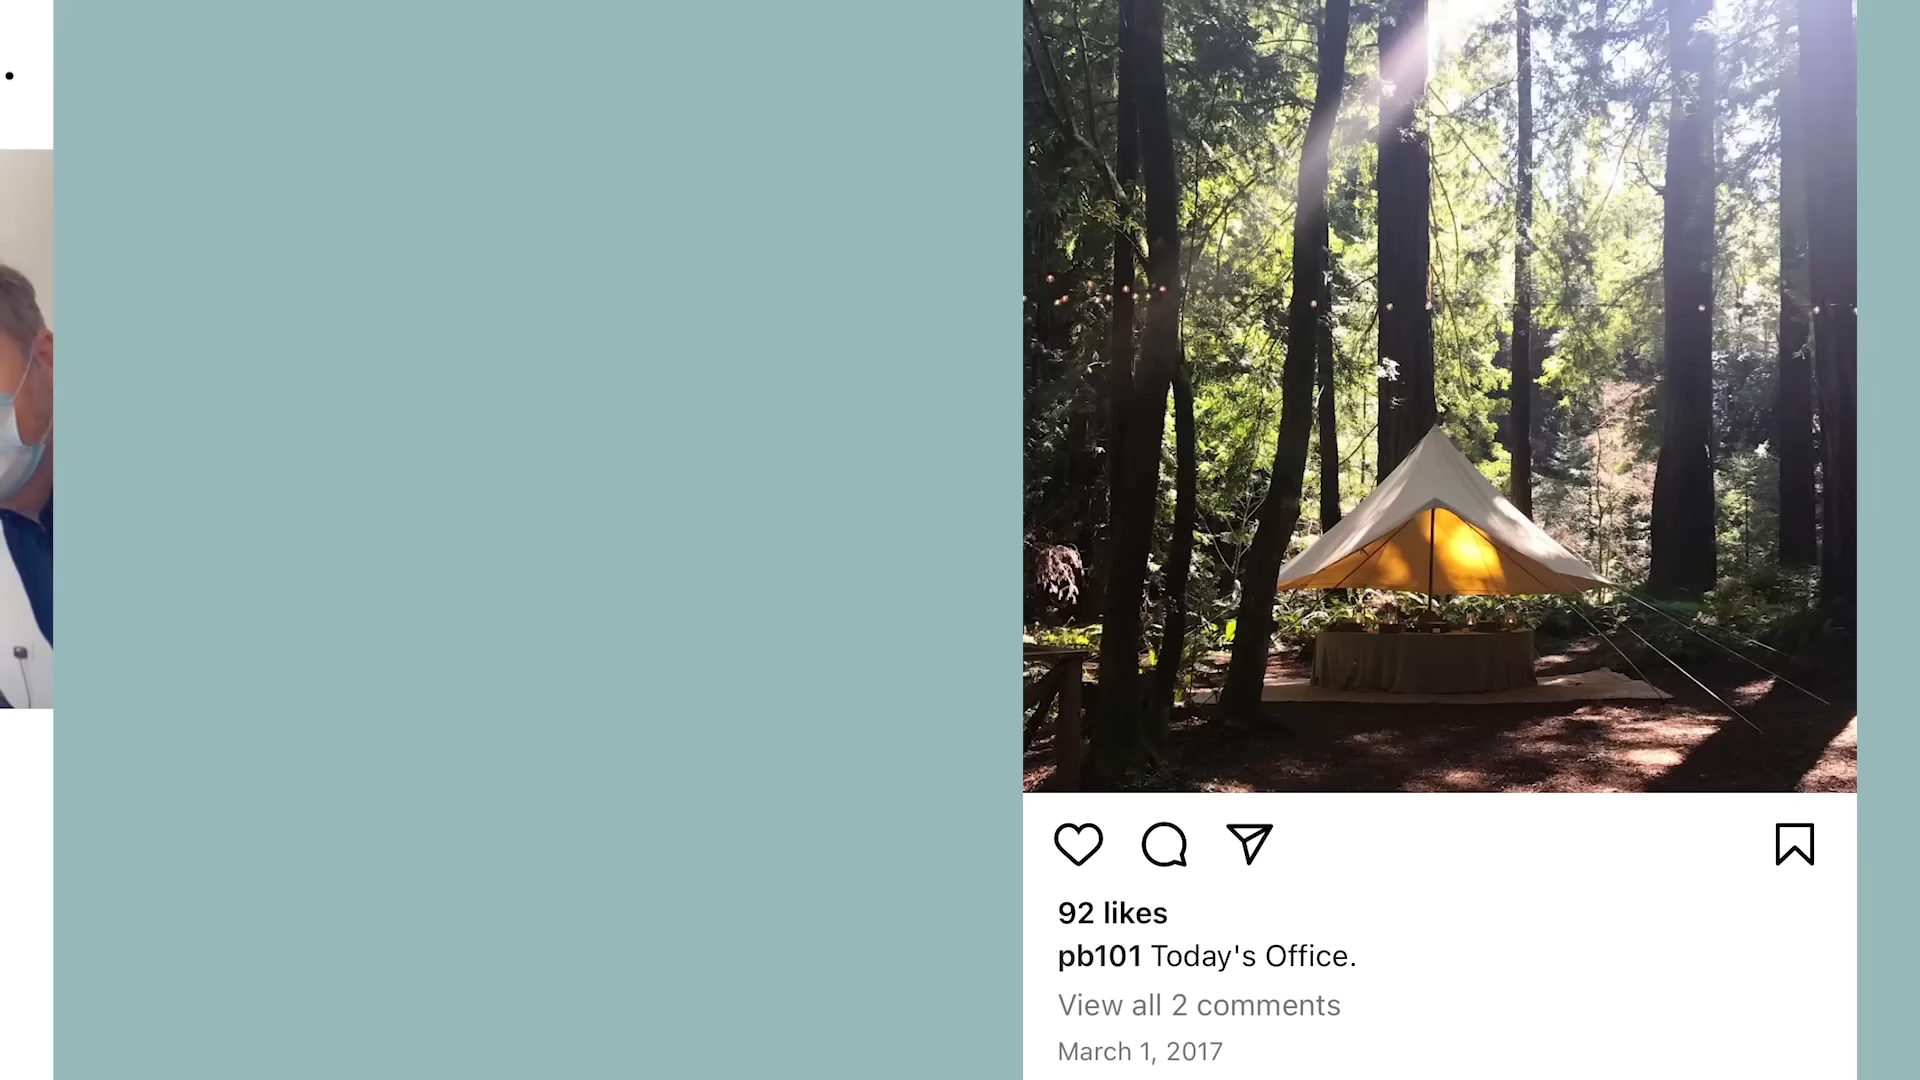 92 likes
pb101 Today's Office.
View all 2 comments
March 1, 2017